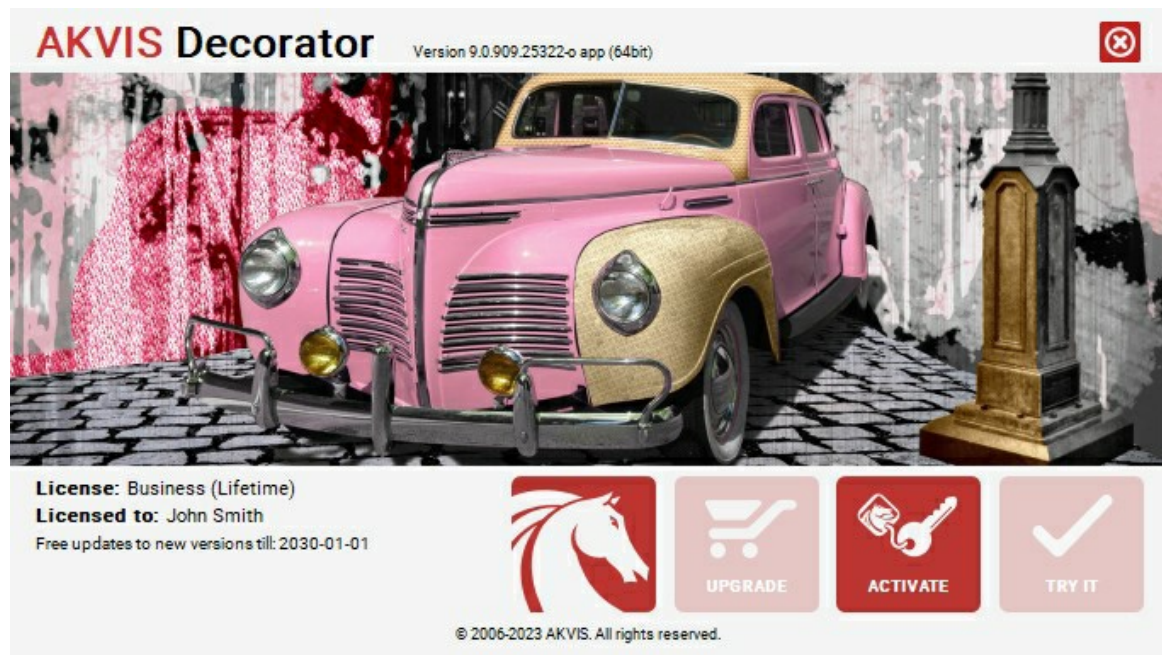 AKVIS Decorator Version 9.0.909.25322-o app (64bit)
License: Business (Lifetime)
Licensed to: John Smith
Free updates to new versions till: 2030-01-01
UPGRADE ACTIVATE TRY IT
© 2006-2023 AKVIS. All rights reserved.